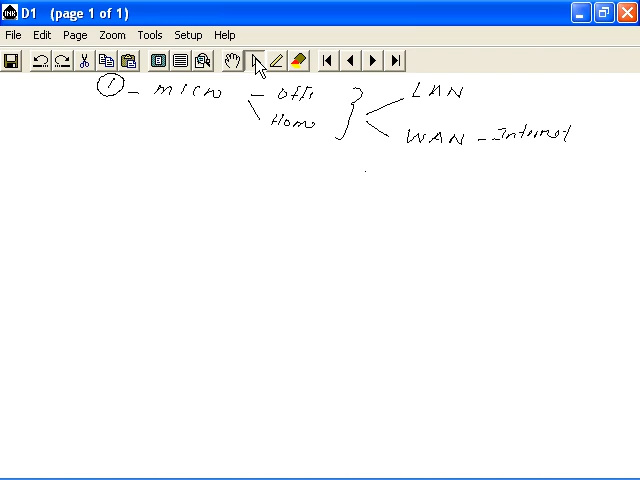 D1 (page 1 of 1)
File Edit Page Zoom Tools Setup Help
1 - micro - offi } LAN
Home
WAN - Internet